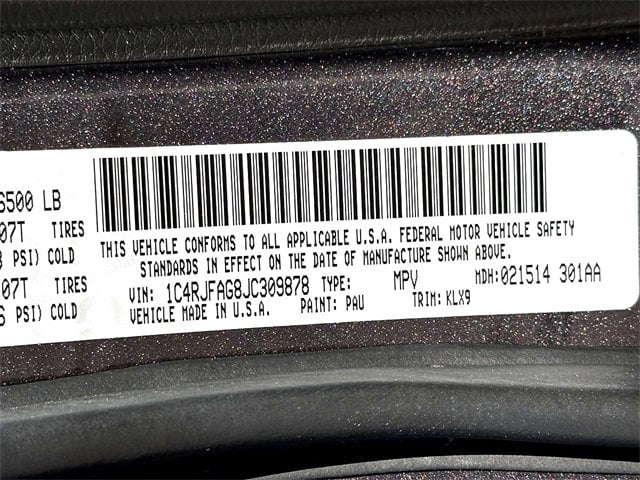 6500 LB
07T TIRES
PSI) COLD
07T TIRES
PSI) COLD
THIS VEHICLE CONFORMS TO ALL APPLICABLE U.S.A. FEDERAL MOTOR VEHICLE SAFETY
STANDARDS IN EFFECT ON THE DATE OF MANUFACTURE SHOWN ABOVE.
VIN: 1C4RJFAG8JC309878 TYPE: MPV MDH:021514 301AA
VEHICLE MADE IN U.S.A. PAINT: PAU TRIM: KLX9